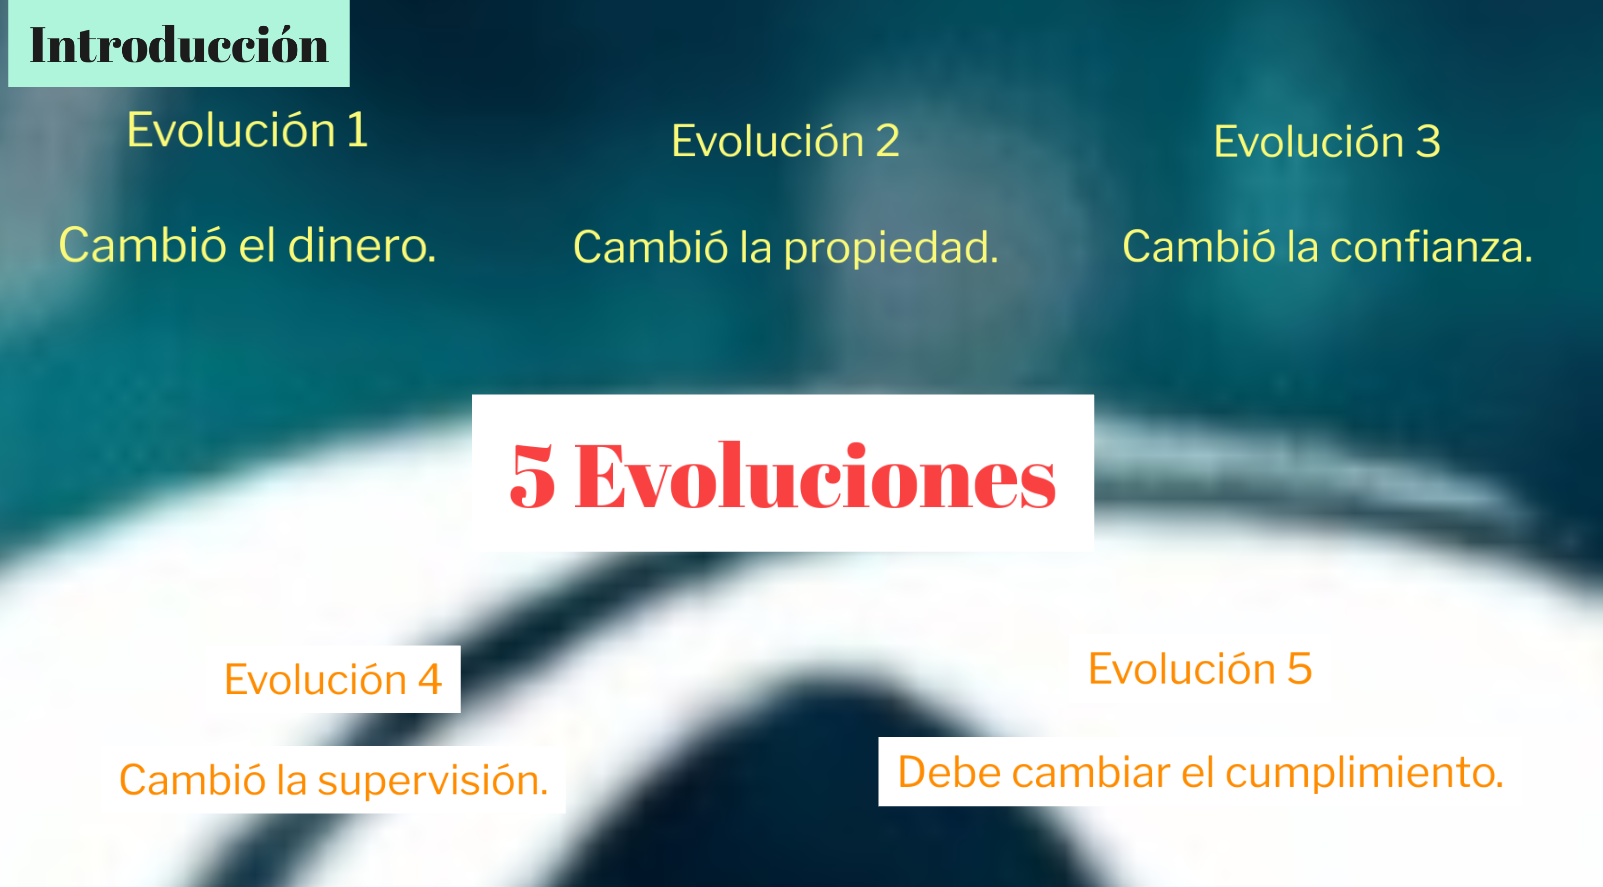 Introducción
Evolución 1
Cambió el dinero.
Evolución 2
Cambió la propiedad.
Evolución 3
Cambió la confianza.
5 Evoluciones
Evolución 4
Cambió la supervisión.
Evolución 5
Debe cambiar el cumplimiento.